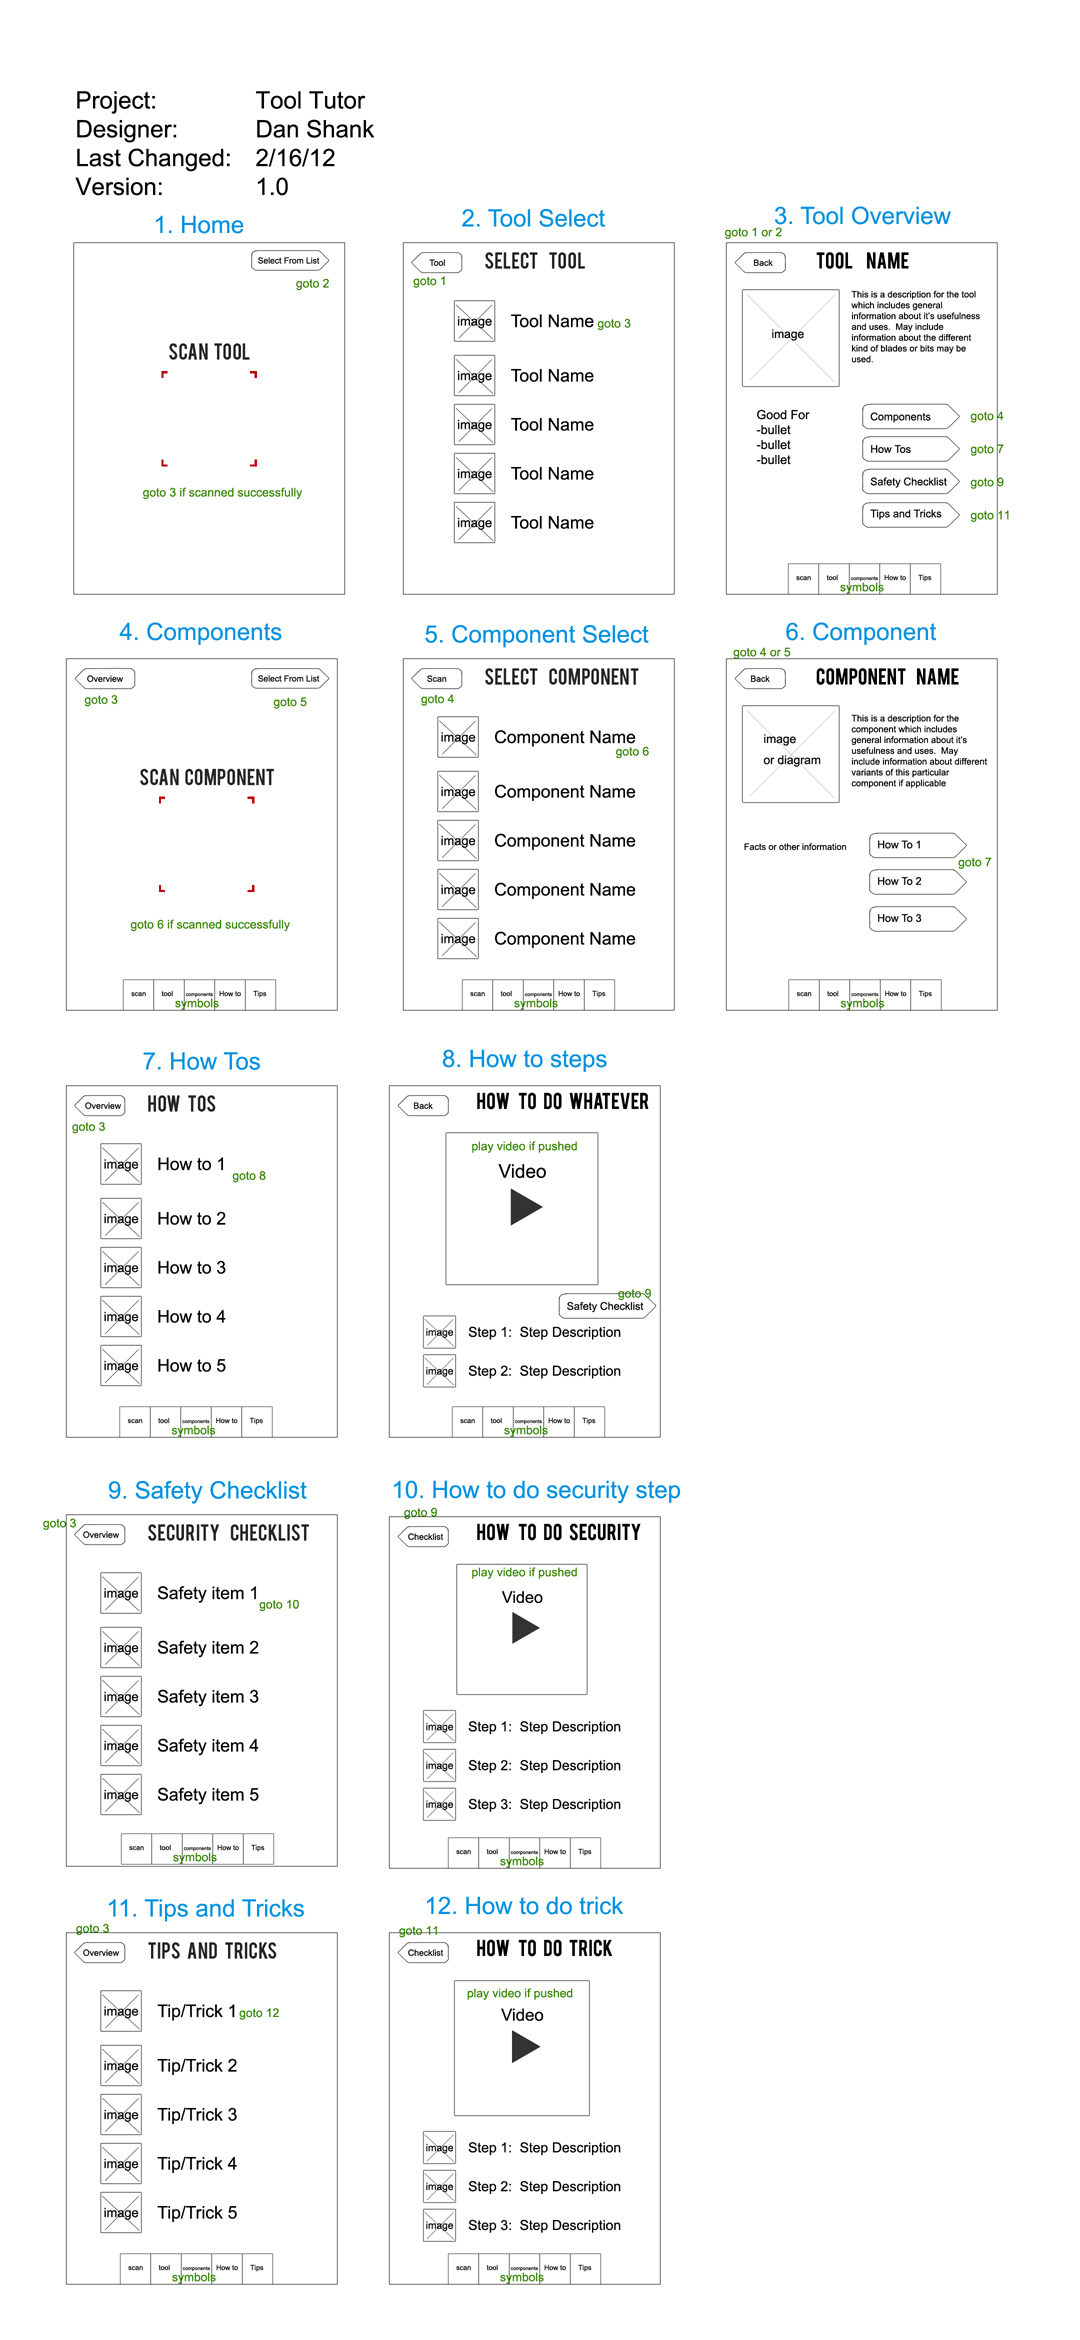 Project: Tool Tutor
Designer: Dan Shank
Last Changed: 2/16/12
Version: 1.0
1. Home
Select From List
goto 2
SCAN TOOL
goto 3 if scanned successfully
2. Tool Select
Tool
SELECT TOOL
goto 1
image Tool Name goto 3
image Tool Name
image Tool Name
image Tool Name
image Tool Name
3. Tool Overview
goto 1 or 2
Back
TOOL NAME
image
This is a description for the tool
which includes general
information about it's usefulness
and uses. May include
information about the different
kind of blades or bits may be
used.
Good For
-bullet
-bullet
-bullet
Components goto 4
How Tos goto 7
Safety Checklist goto 9
Tips and Tricks goto 11
scan tool components How to Tips
symbols
4. Components
Overview
Select From List
goto 3
goto 5
SCAN COMPONENT
goto 6 if scanned successfully
scan tool components How to Tips
symbols
5. Component Select
Scan
SELECT COMPONENT
goto 4
image Component Name
goto 6
image Component Name
image Component Name
image Component Name
image Component Name
scan tool components How to Tips
symbols
6. Component
goto 4 or 5
Back
COMPONENT NAME
image
or diagram
This is a description for the
component which includes
general information about it's
usefulness and uses. May
include information about different
variants of this particular
component if applicable
Facts or other information
How To 1
goto 7
How To 2
How To 3
scan tool components How to Tips
symbols
7. How Tos
Overview
HOW TOS
goto 3
image How to 1
goto 8
image How to 2
image How to 3
image How to 4
image How to 5
scan tool components How to Tips
symbols
8. How to steps
Back
HOW TO DO WHATEVER
play video if pushed
Video
goto 9
Safety Checklist
image Step 1: Step Description
image Step 2: Step Description
scan tool components How to Tips
symbols
9. Safety Checklist
goto 3
Overview
SECURITY CHECKLIST
image Safety item 1
goto 10
image Safety item 2
image Safety item 3
image Safety item 4
image Safety item 5
scan tool components How to Tips
symbols
10. How to do security step
goto 9
Checklist
HOW TO DO SECURITY
play video if pushed
Video
image Step 1: Step Description
image Step 2: Step Description
image Step 3: Step Description
scan tool components How to Tips
symbols
11. Tips and Tricks
goto 3
Overview
TIPS AND TRICKS
image Tip/Trick 1 goto 12
image Tip/Trick 2
image Tip/Trick 3
image Tip/Trick 4
image Tip/Trick 5
scan tool components How to Tips
symbols
12. How to do trick
goto 11
Checklist
HOW TO DO TRICK
play video if pushed
Video
image Step 1: Step Description
image Step 2: Step Description
image Step 3: Step Description
scan tool components How to Tips
symbols